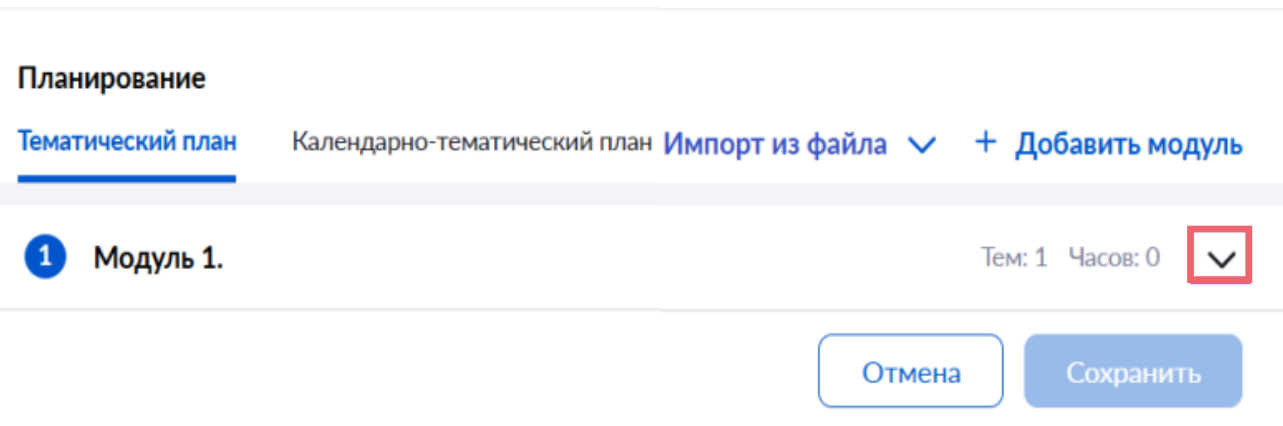 Планирование
Тематический план Календарно-тематический план Импорт из файла + Добавить модуль
1 Модуль 1. Тем: 1 Часов: 0
Отмена Сохранить